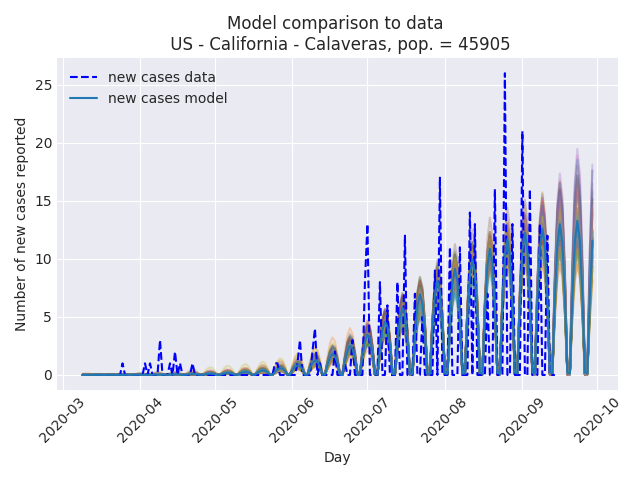 Model comparison to data
US - California - Calaveras, pop. = 45905
new cases data
new cases model
Number of new cases reported
25
20
15
10
5
0
2020-03
2020-04
2020-05
2020-06
2020-07
2020-08
2020-09
2020-10
Day